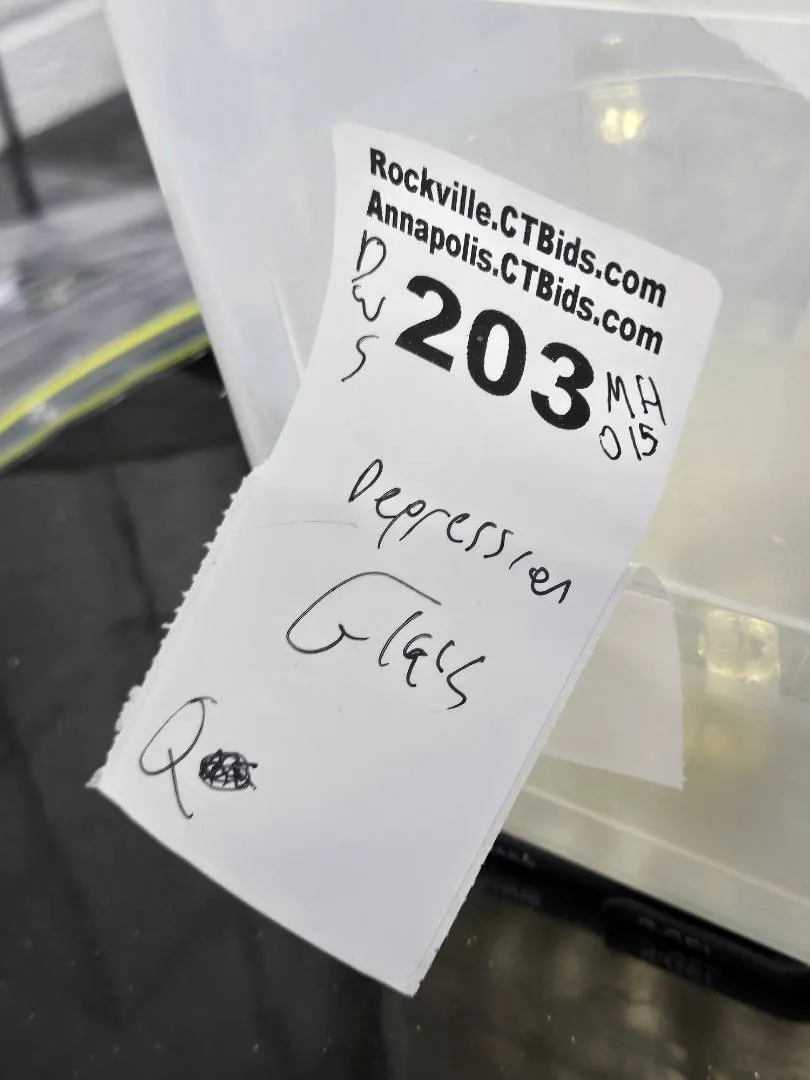 Rockville.CTBids.com
Annapolis.CTBids.com
D
W
S
203
MH
015
Depression
Glass
Q